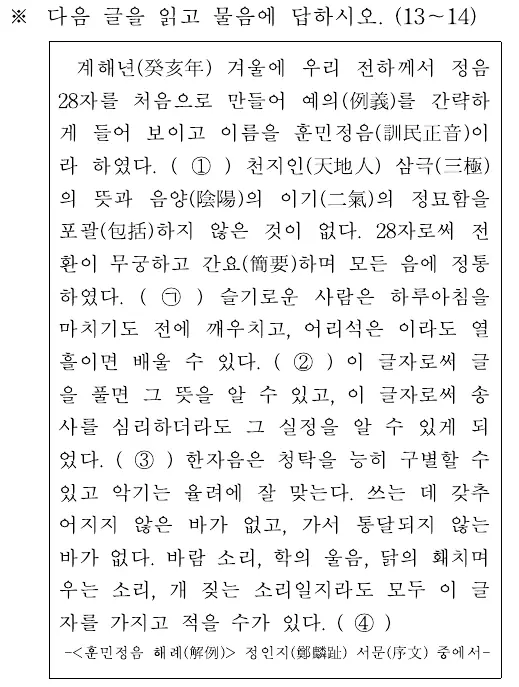 ※ 다음 글을 읽고 물음에 답하시오. (13～14)
계해년(癸亥年) 겨울에 우리 전하께서 정음
28자를 처음으로 만들어 예의(例義)를 간략하
게 들어 보이고 이름을 훈민정음(訓民正音)이
라 하였다. ( ① ) 천지인(天地人) 삼극(三極)
의 뜻과 음양(陰陽)의 이기(二氣)의 정묘함을
포괄(包括)하지 않은 것이 없다. 28자로써 전
환이 무궁하고 간요(簡要)하며 모든 음에 정통
하였다. ( ㉠ ) 슬기로운 사람은 하루아침을
마치기도 전에 깨우치고, 어리석은 이라도 열
흘이면 배울 수 있다. ( ② ) 이 글자로써 글
을 풀면 그 뜻을 알 수 있고, 이 글자로써 송
사를 심리하더라도 그 실정을 알 수 있게 되
었다. ( ③ ) 한자음은 청탁을 능히 구별할 수
있고 악기는 율려에 잘 맞는다. 쓰는 데 갖추
어지지 않은 바가 없고, 가서 통달되지 않는
바가 없다. 바람 소리, 학의 울음, 닭의 홰치며
우는 소리, 개 짖는 소리일지라도 모두 이 글
자를 가지고 적을 수가 있다. ( ④ )
-<훈민정음 해례(解例)> 정인지(鄭麟趾) 서문(序文) 중에서-